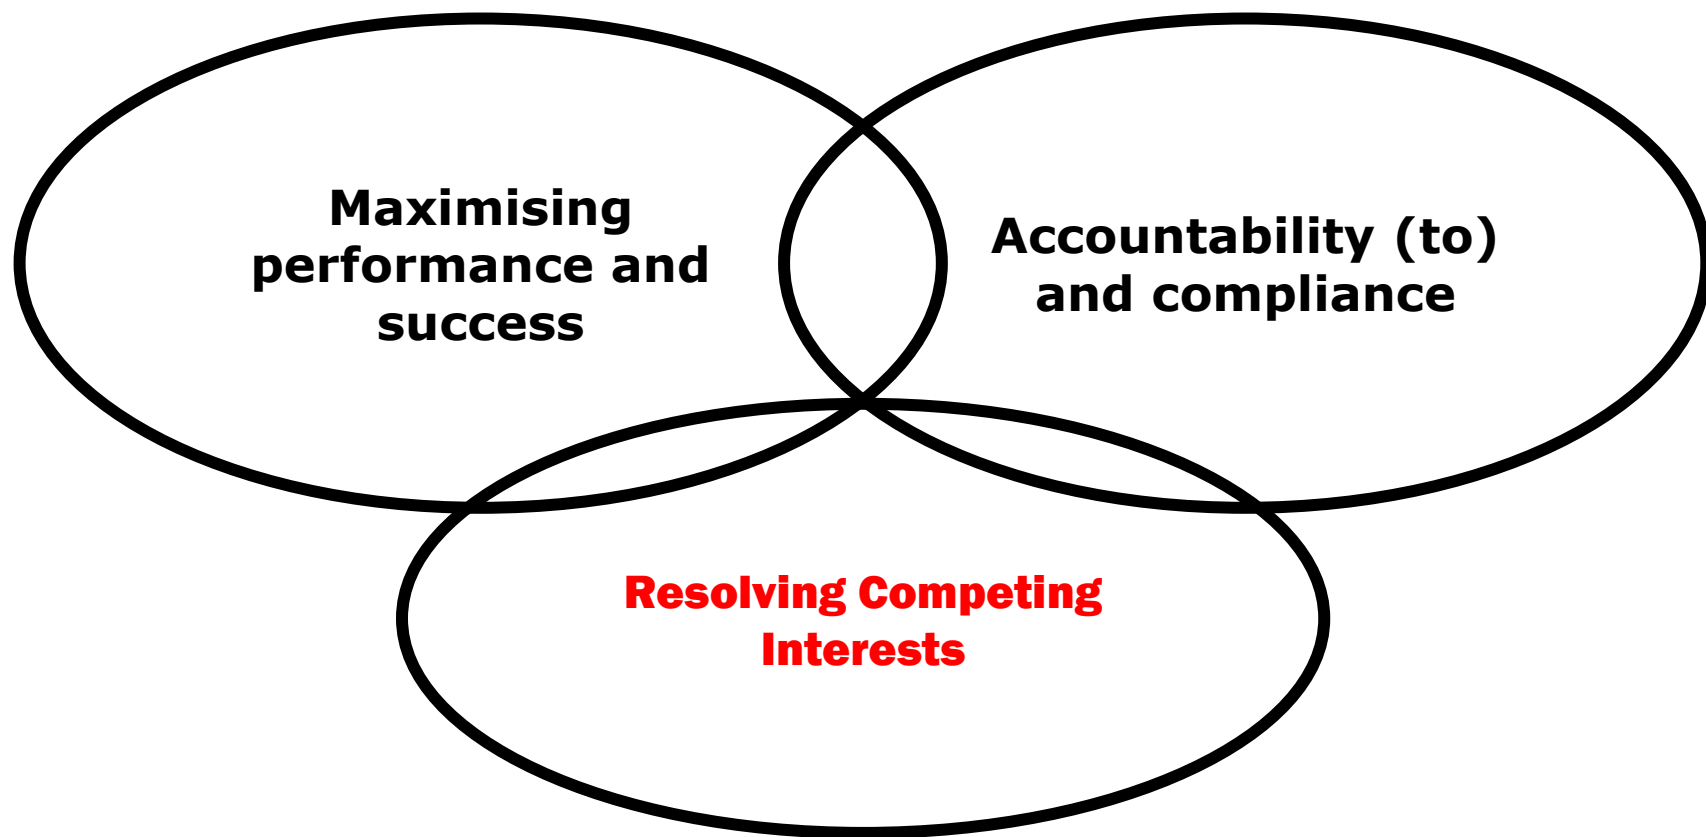 Maximising
performance and
success
Accountability (to)
and compliance
Resolving Competing
Interests